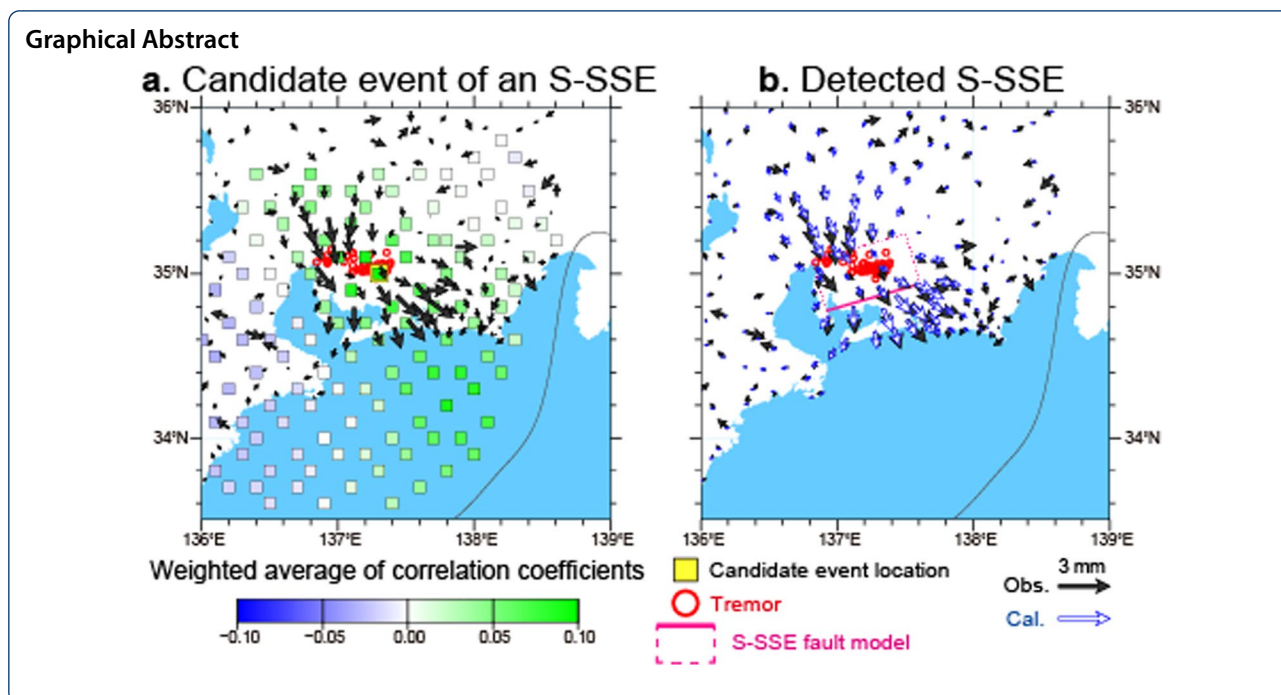 Graphical Abstract
a. Candidate event of an S-SSE
b. Detected S-SSE
36°N
35°N
34°N
136°E 137°E 138°E 139°E
36°N
35°N
34°N
136°E 137°E 138°E 139°E
Weighted average of correlation coefficients
−0.10 −0.05 0.00 0.05 0.10
Candidate event location
Tremor
S-SSE fault model
3 mm
Obs.
Cal.